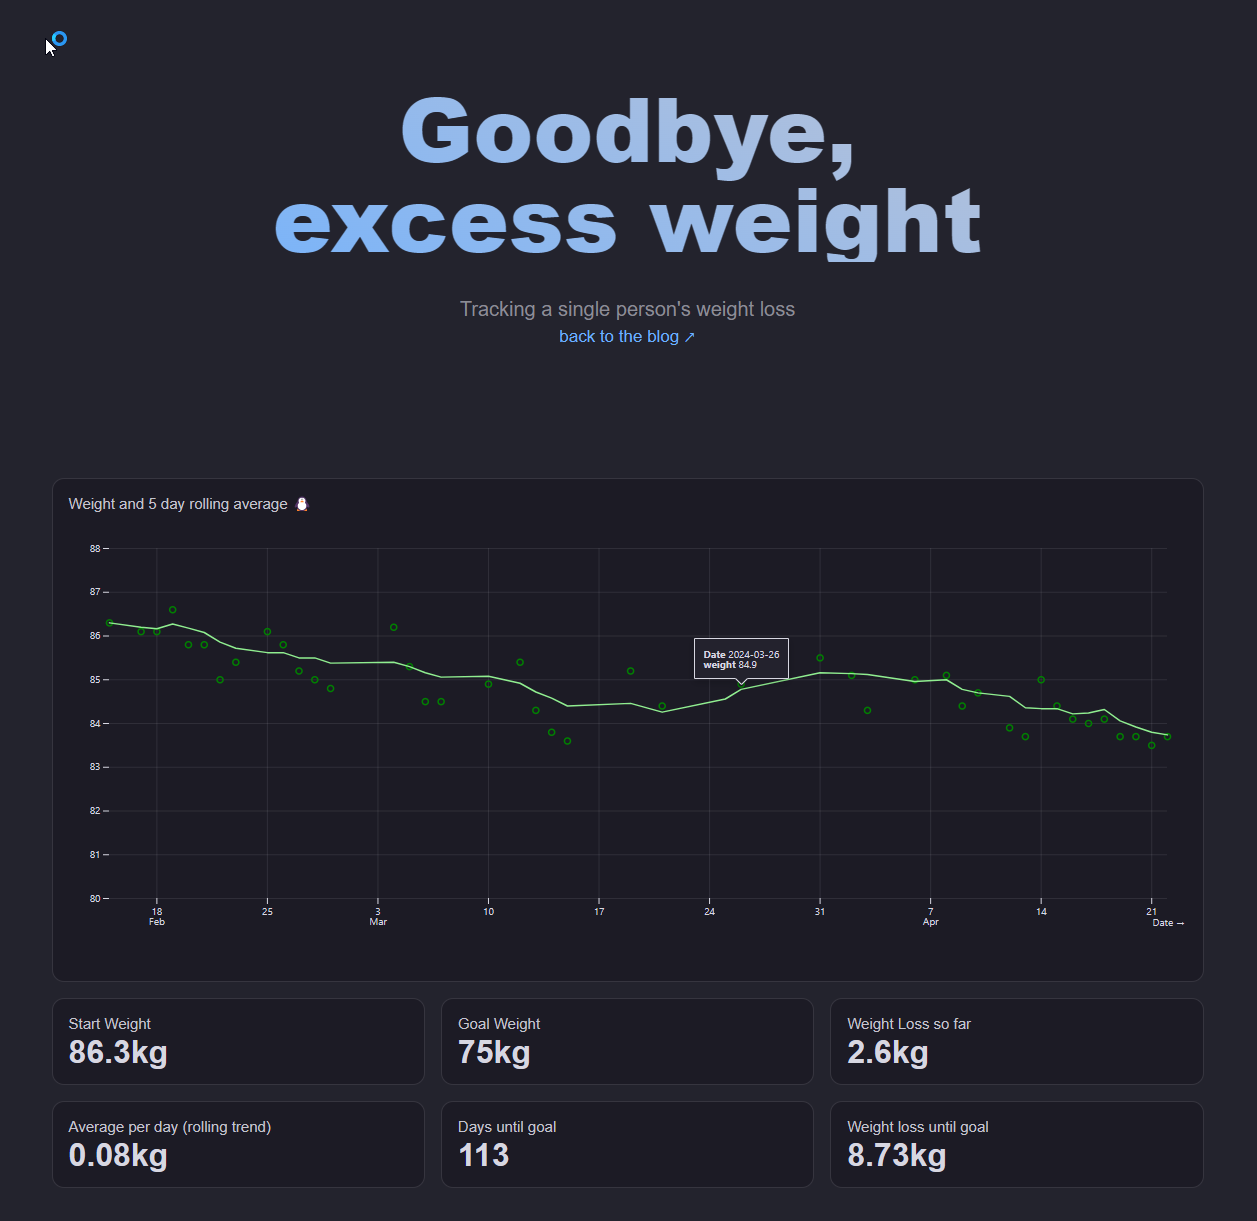 Goodbye,
excess weight
Tracking a single person's weight loss
back to the blog ↗
Weight and 5 day rolling average 🐧
88
87
86
85
84
83
82
81
80
Date 2024-03-26
weight 84.9
18 25 3 10 17 24 31 7 14 21
Feb Mar Apr Date →
Start Weight
86.3kg
Goal Weight
75kg
Weight Loss so far
2.6kg
Average per day (rolling trend)
0.08kg
Days until goal
113
Weight loss until goal
8.73kg